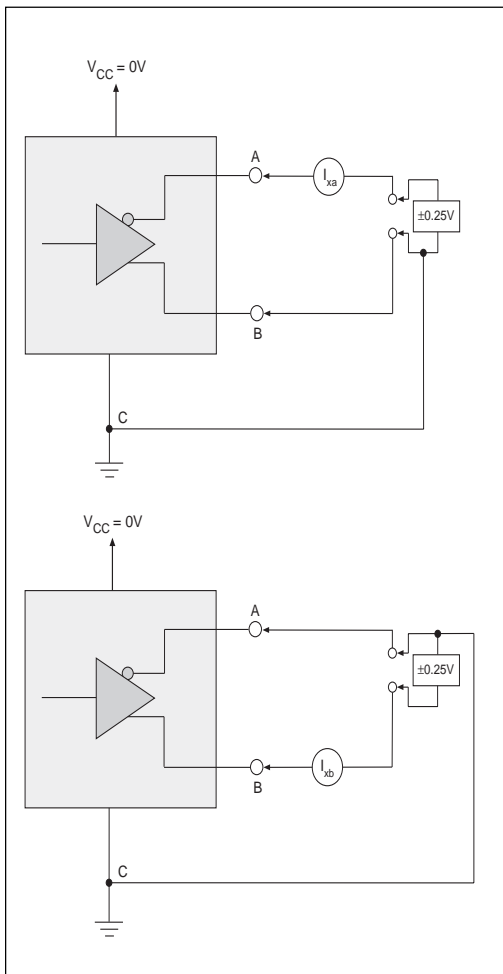 V_CC = 0V
A
I_xa
±0.25V
B
C
V_CC = 0V
A
±0.25V
I_xb
B
C